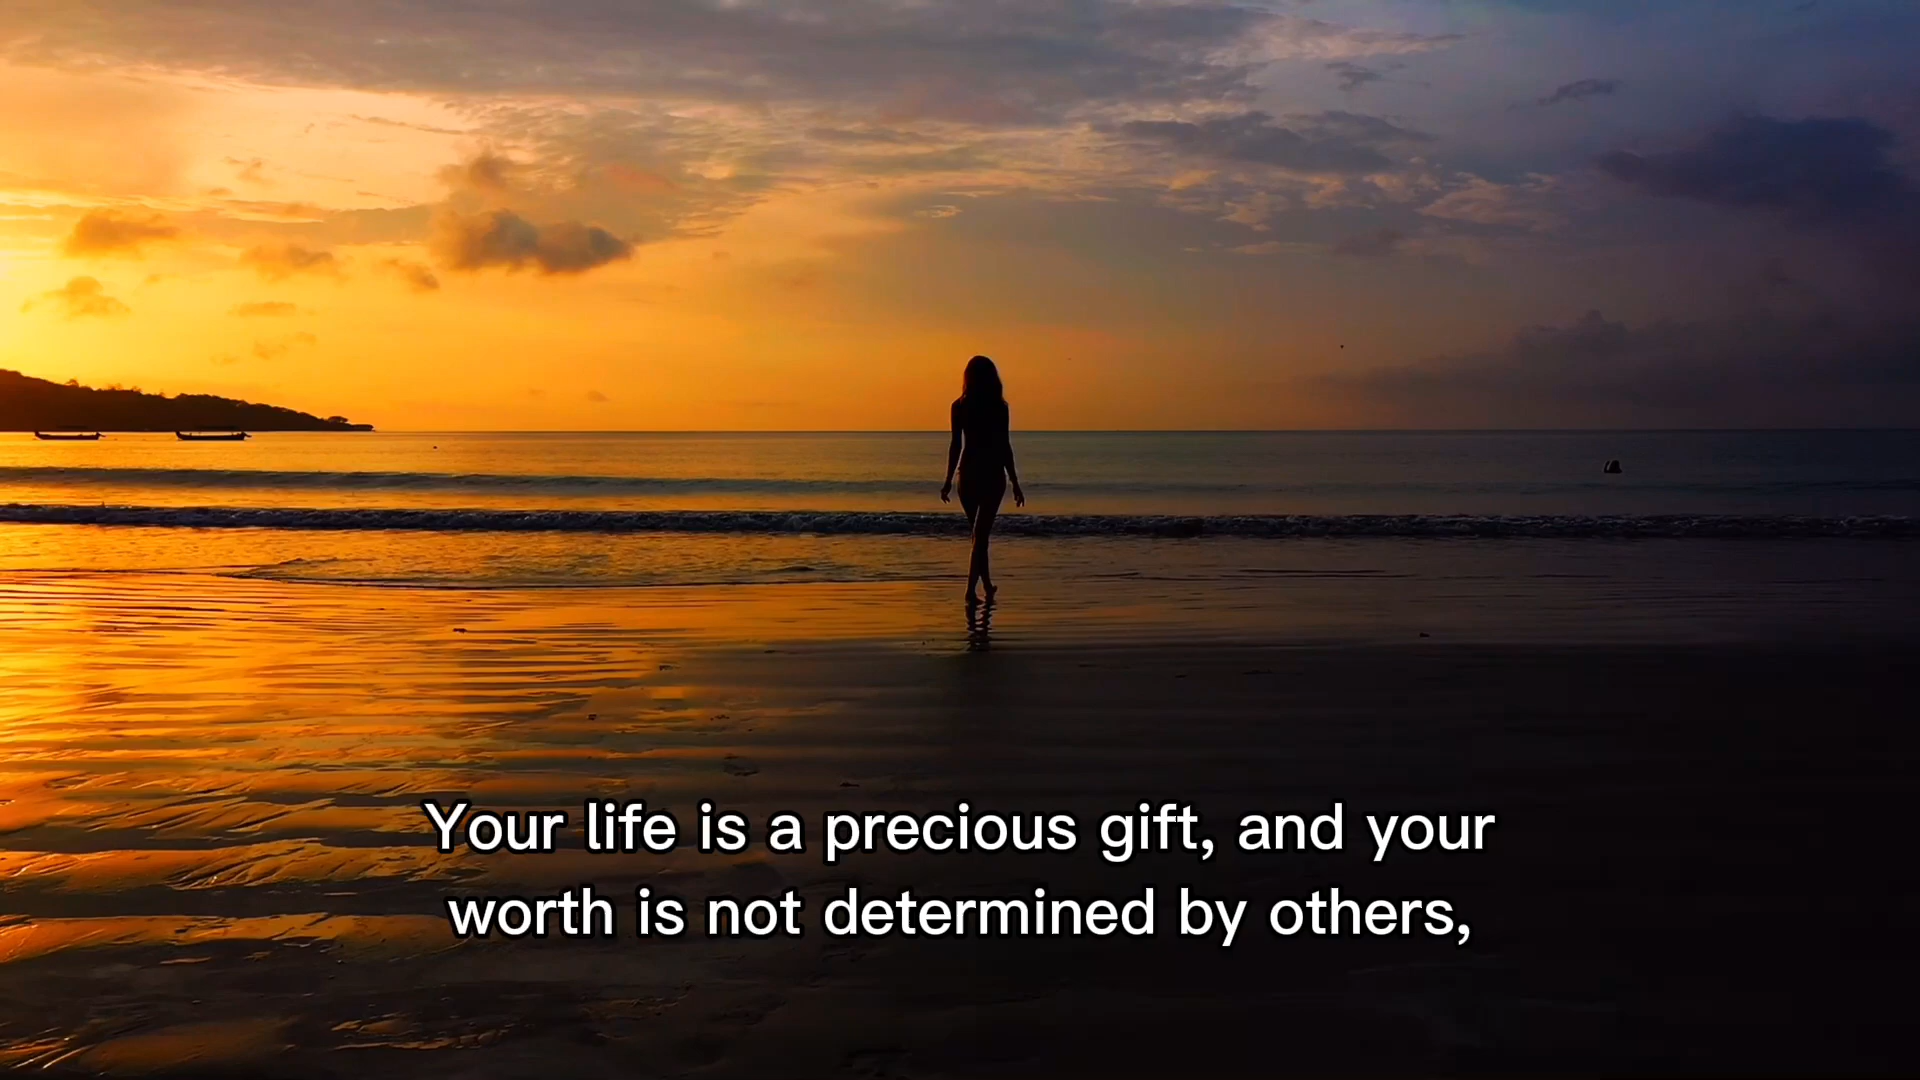 Your life is a precious gift, and your
worth is not determined by others,